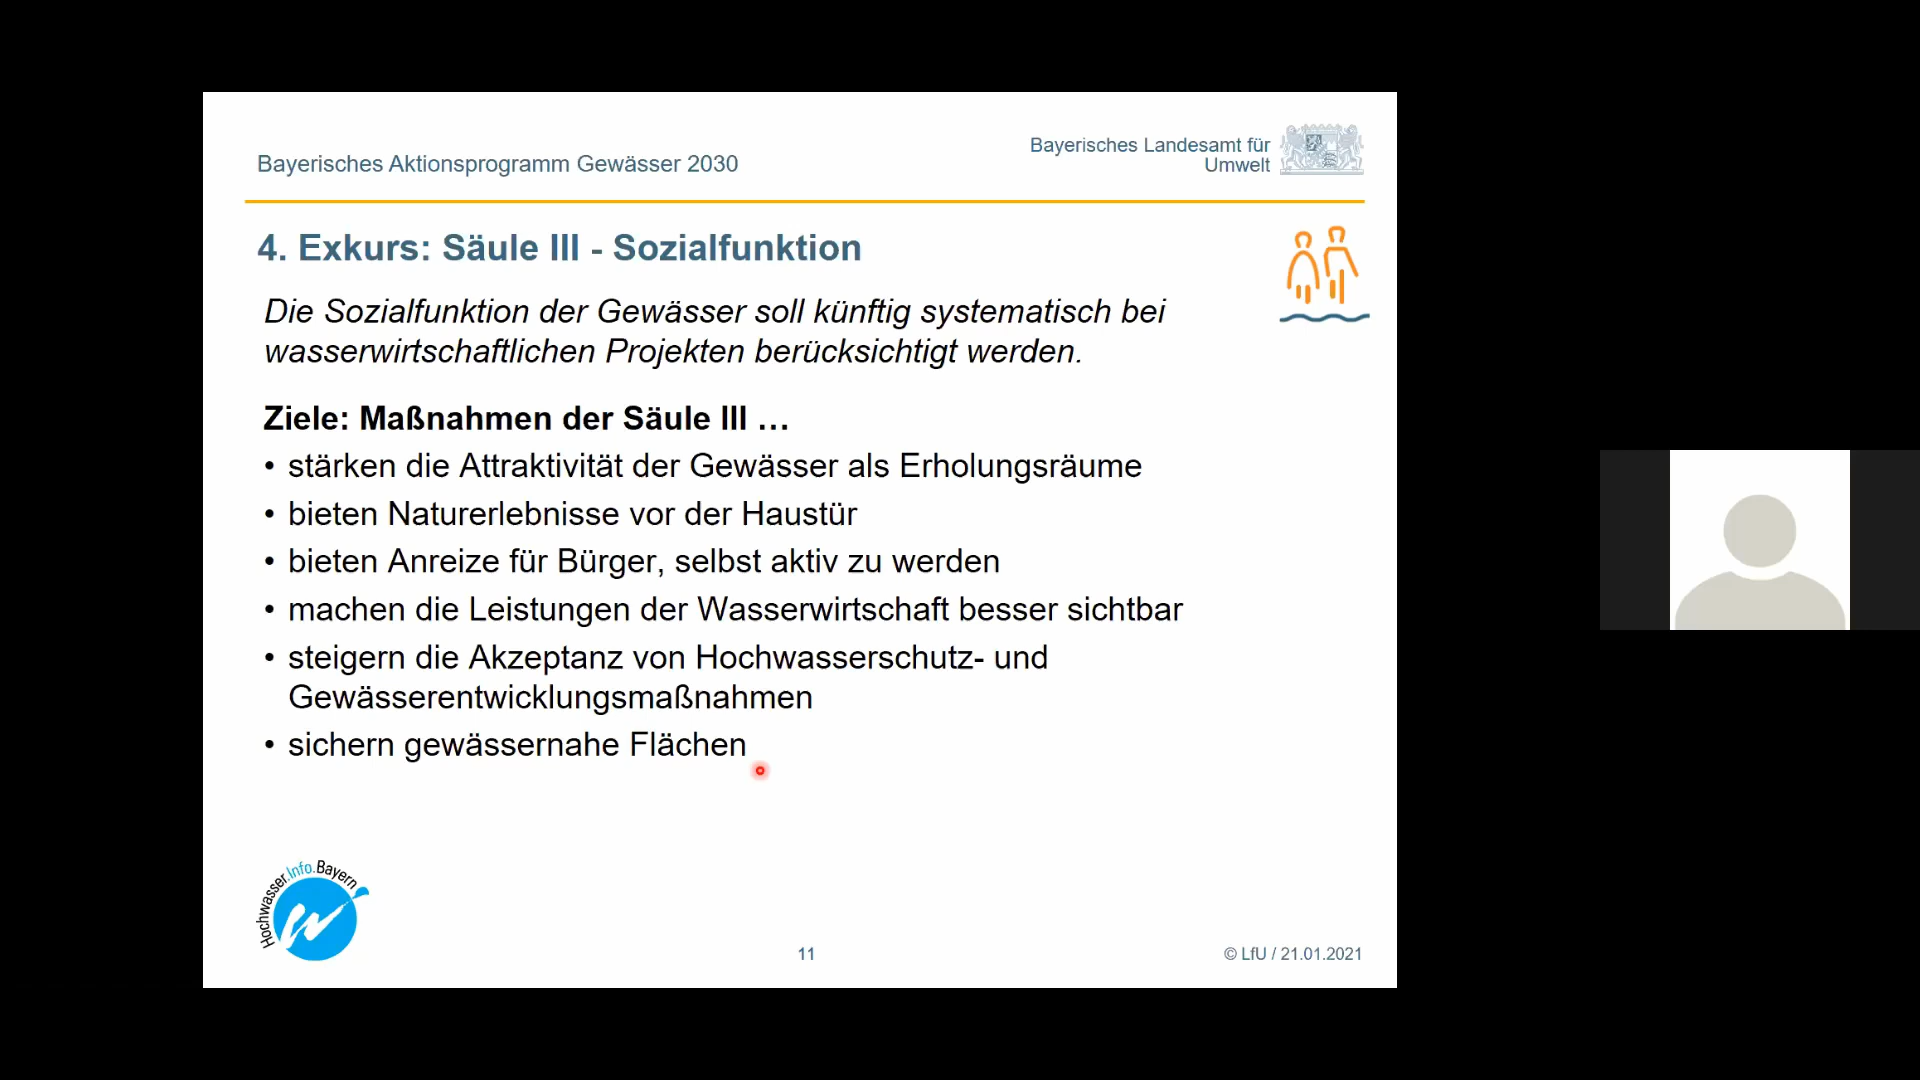 Bayerisches Aktionsprogramm Gewässer 2030
Bayerisches Landesamt für
Umwelt
4. Exkurs: Säule III - Sozialfunktion
Die Sozialfunktion der Gewässer soll künftig systematisch bei
wasserwirtschaftlichen Projekten berücksichtigt werden.
Ziele: Maßnahmen der Säule III …
• stärken die Attraktivität der Gewässer als Erholungsräume
• bieten Naturerlebnisse vor der Haustür
• bieten Anreize für Bürger, selbst aktiv zu werden
• machen die Leistungen der Wasserwirtschaft besser sichtbar
• steigern die Akzeptanz von Hochwasserschutz- und
Gewässerentwicklungsmaßnahmen
• sichern gewässernahe Flächen
Hochwasser.Info.Bayern
11
© LfU / 21.01.2021